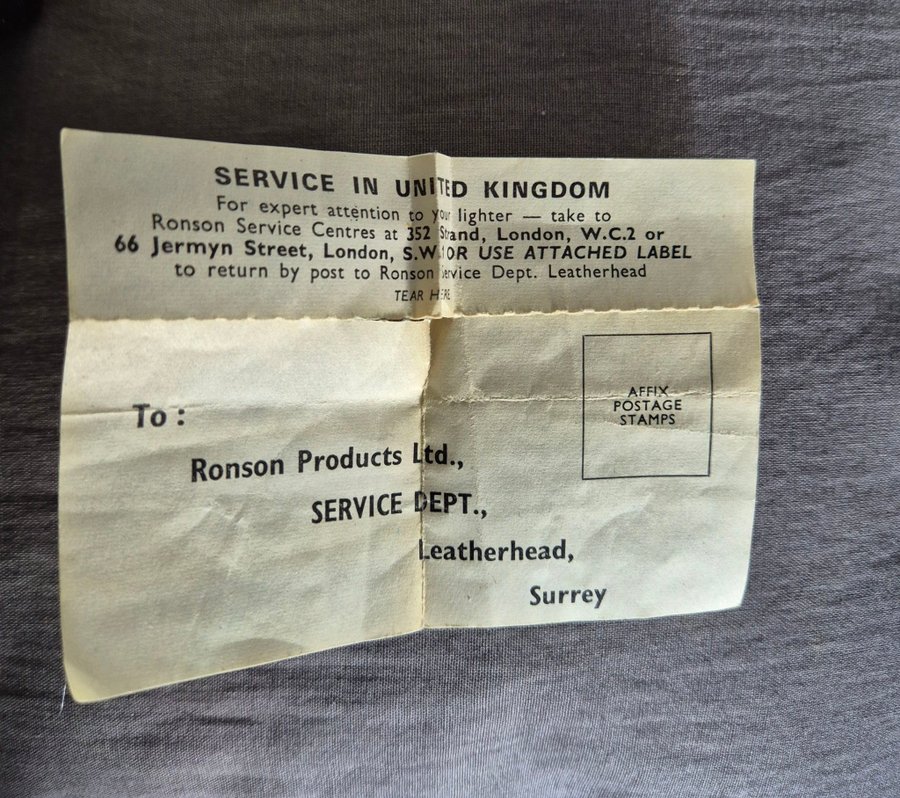 SERVICE IN UNITED KINGDOM
For expert attention to your lighter — take to
Ronson Service Centres at 352 Strand, London, W.C.2 or
66 Jermyn Street, London, S.W. OR USE ATTACHED LABEL
to return by post to Ronson Service Dept. Leatherhead
TEAR HERE
To :
Ronson Products Ltd.,
SERVICE DEPT.,
Leatherhead,
Surrey
AFFIX
POSTAGE
STAMPS